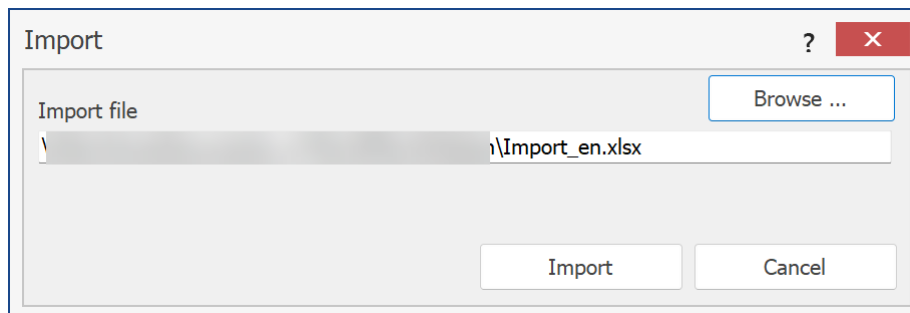 Import
?
Browse ...
Import file
\Import_en.xlsx
Import
Cancel